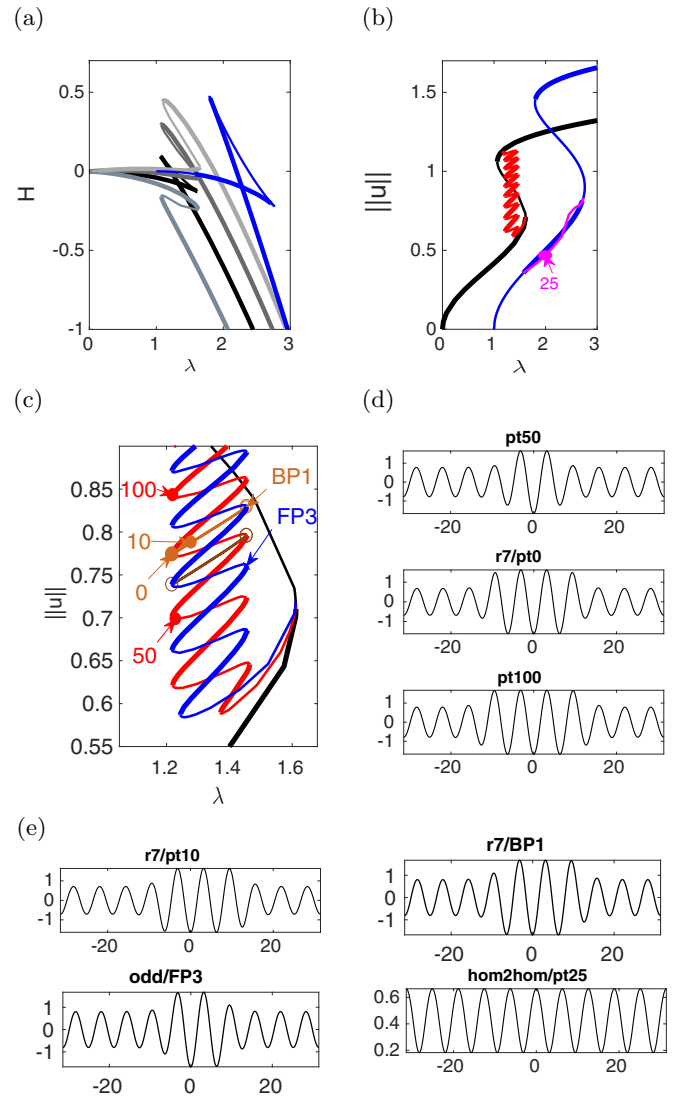 (a)
(b)
0.5
0
-0.5
-1
H
0 1 2 3
λ
1.5
1
0.5
0
||u||
25
0 1 2 3
λ
(c)
(d)
0.85
0.8
0.75
0.7
0.65
0.6
0.55
||u||
100
10
0
50
BP1
FP3
1.2 1.4 1.6
λ
pt50
1
0
-1
-20 0 20
r7/pt0
1
0
-1
-20 0 20
pt100
1
0
-1
-20 0 20
(e)
r7/pt10
1
0
-1
-20 0 20
r7/BP1
1
0
-1
-20 0 20
odd/FP3
1
0
-1
-20 0 20
hom2hom/pt25
0.6
0.4
0.2
-20 0 20